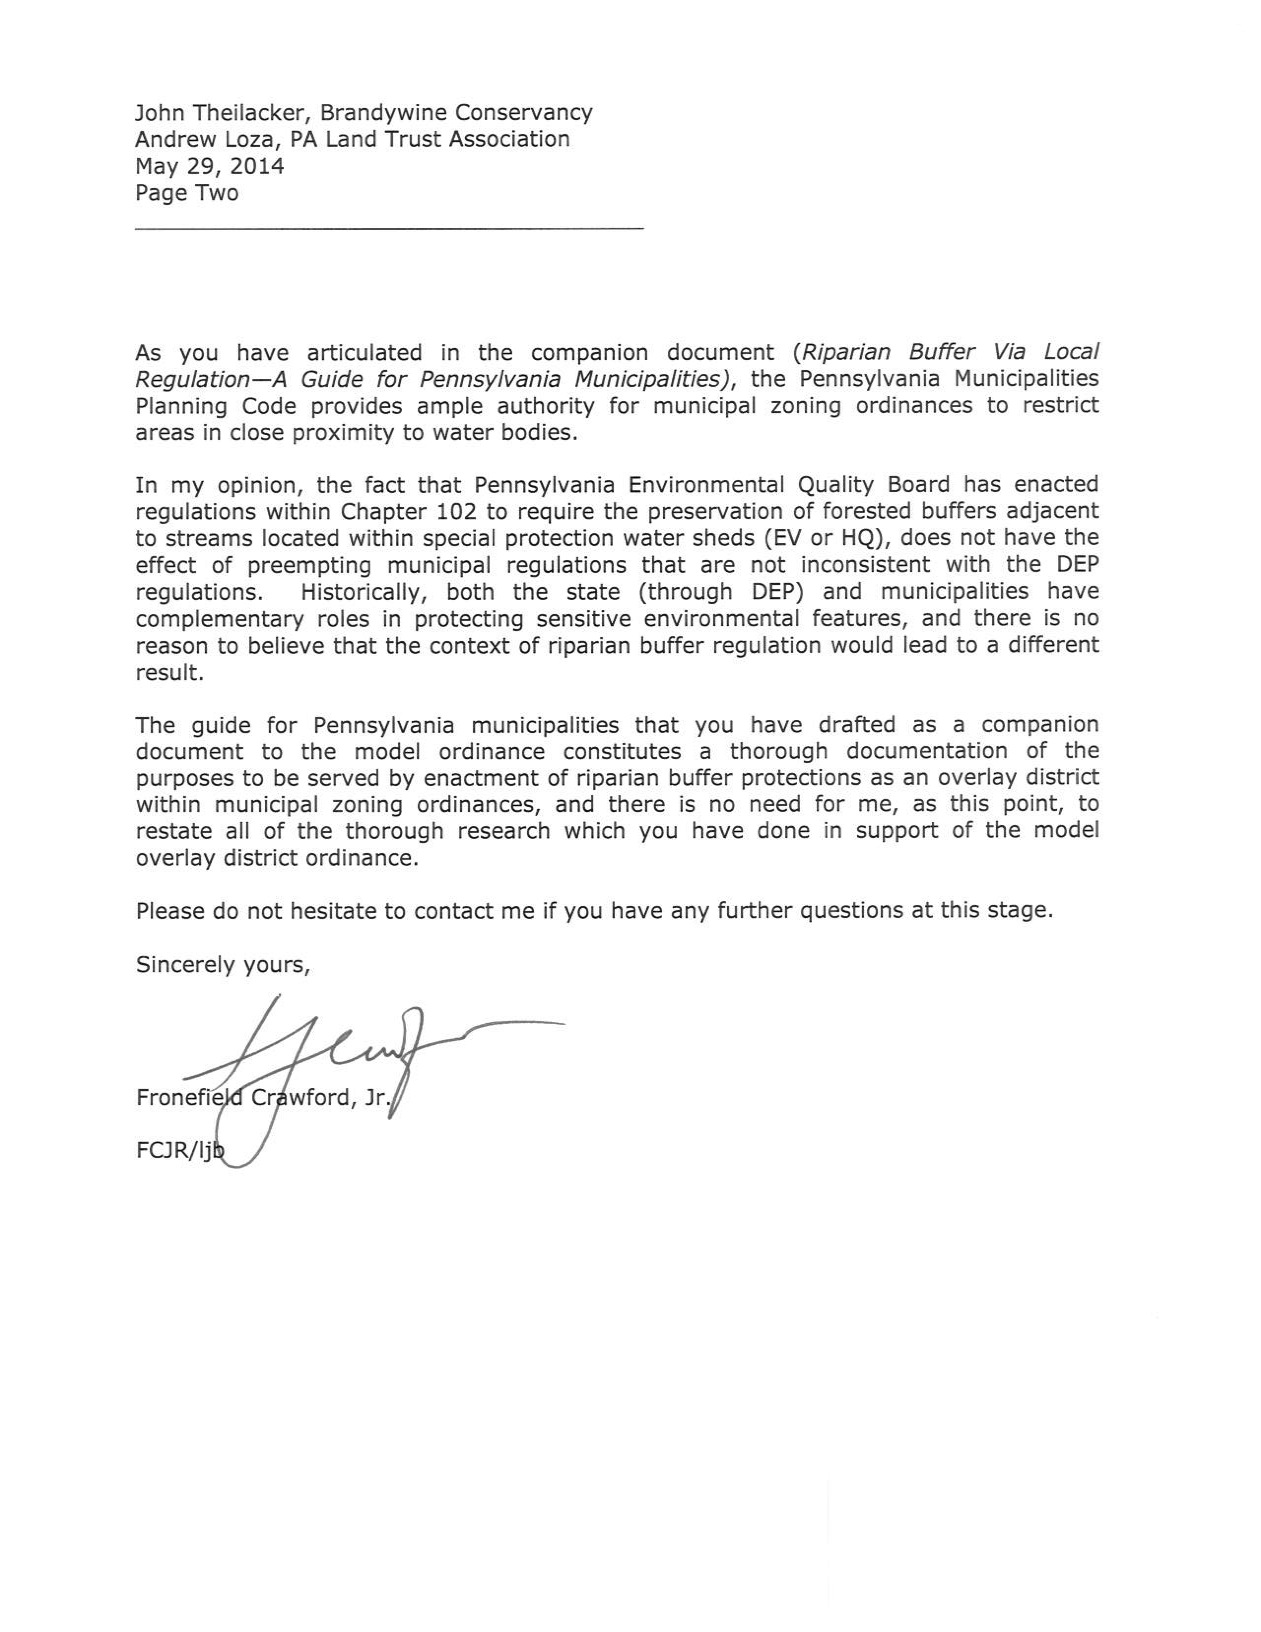 John Theilacker, Brandywine Conservancy
Andrew Loza, PA Land Trust Association
May 29, 2014
Page Two
As you have articulated in the companion document (Riparian Buffer Via Local
Regulation—A Guide for Pennsylvania Municipalities), the Pennsylvania Municipalities
Planning Code provides ample authority for municipal zoning ordinances to restrict
areas in close proximity to water bodies.
In my opinion, the fact that Pennsylvania Environmental Quality Board has enacted
regulations within Chapter 102 to require the preservation of forested buffers adjacent
to streams located within special protection water sheds (EV or HQ), does not have the
effect of preempting municipal regulations that are not inconsistent with the DEP
regulations. Historically, both the state (through DEP) and municipalities have
complementary roles in protecting sensitive environmental features, and there is no
reason to believe that the context of riparian buffer regulation would lead to a different
result.
The guide for Pennsylvania municipalities that you have drafted as a companion
document to the model ordinance constitutes a thorough documentation of the
purposes to be served by enactment of riparian buffer protections as an overlay district
within municipal zoning ordinances, and there is no need for me, as this point, to
restate all of the thorough research which you have done in support of the model
overlay district ordinance.
Please do not hesitate to contact me if you have any further questions at this stage.
Sincerely yours,
Fronefield Crawford, Jr.
FCJR/ljb